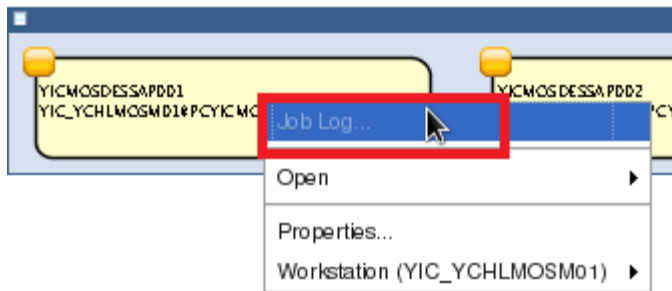 YICMOSDESSAPDD1
YIC_YCHLMOSMD1#PCYICMO
YICMOSDESSAPDD2
Job Log...
Open
Properties...
Workstation (YIC_YCHLMOSM01)